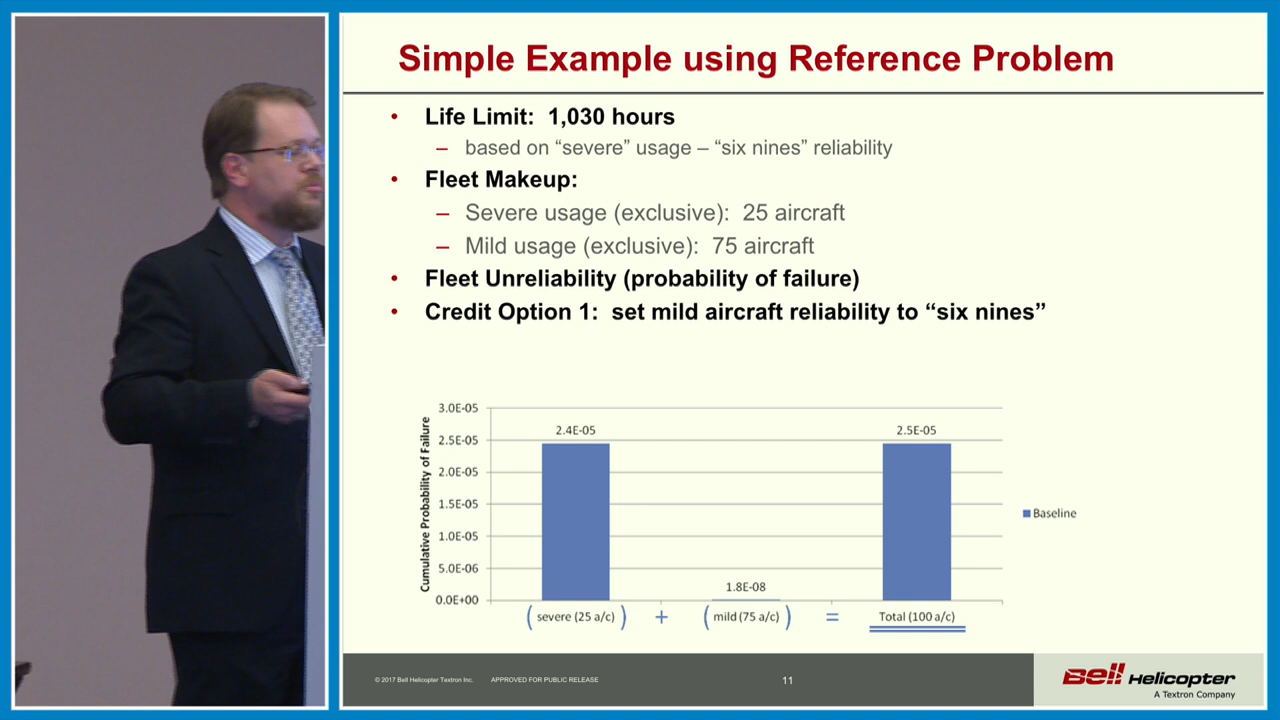 Simple Example using Reference Problem
• Life Limit: 1,030 hours
– based on “severe” usage – “six nines” reliability
• Fleet Makeup:
– Severe usage (exclusive): 25 aircraft
– Mild usage (exclusive): 75 aircraft
• Fleet Unreliability (probability of failure)
• Credit Option 1: set mild aircraft reliability to “six nines”
Cumulative Probability of Failure
3.0E-05
2.5E-05
2.0E-05
1.5E-05
1.0E-05
5.0E-06
0.0E+00
2.4E-05
1.8E-08
2.5E-05
Baseline
( severe (25 a/c) ) + ( mild (75 a/c) ) = Total (100 a/c)
© 2017 Bell Helicopter Textron Inc. APPROVED FOR PUBLIC RELEASE 11
Bell Helicopter
A Textron Company